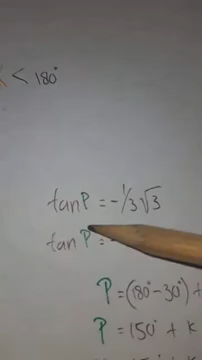 < 180°
tan P = -1/3√3
tan P = -
P = (180° - 30°) +
P = 150° + k